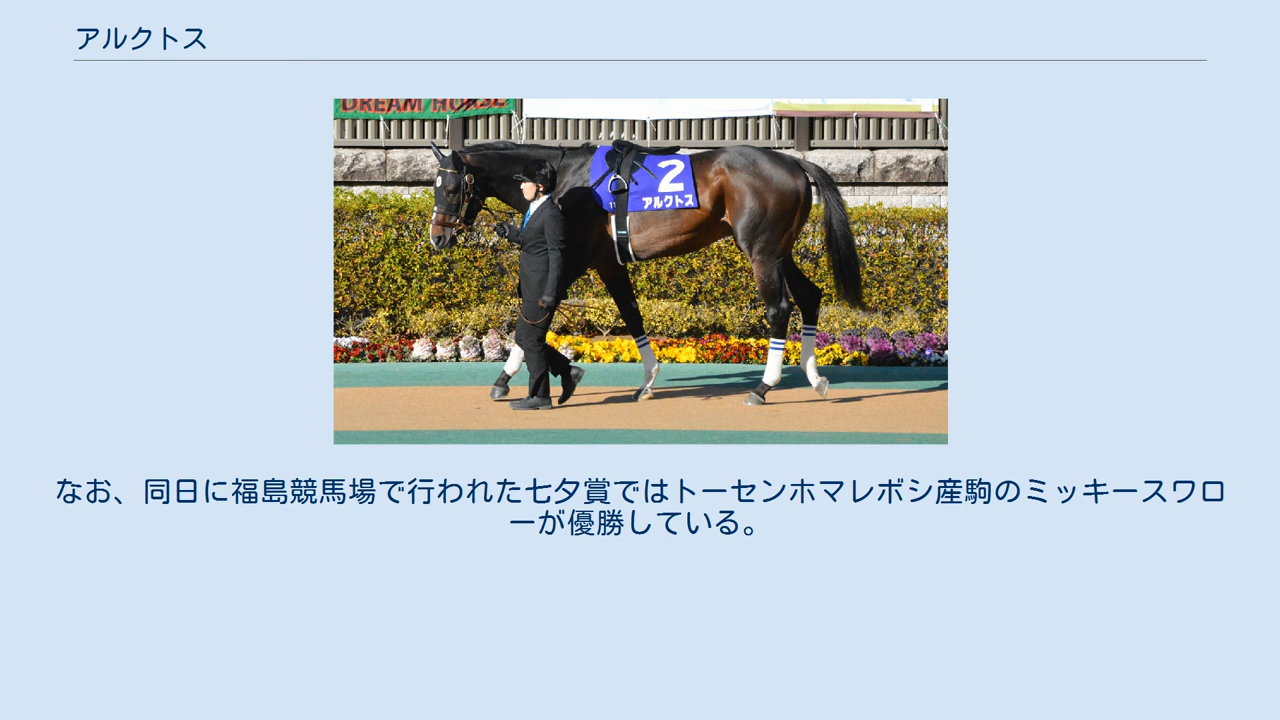 アルクトス
DREAM HORSE
2
アルクトス
なお、同日に福島競馬場で行われた七夕賞ではトーセンホマレボシ産駒のミッキースワロ
ーが優勝している。